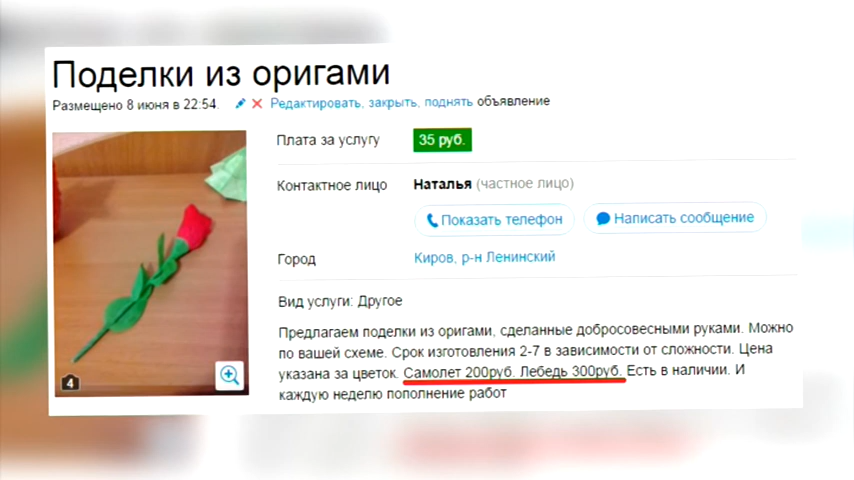 Поделки из оригами
Размещено 8 июня в 22:54. Редактировать, закрыть, поднять объявление
Плата за услугу 35 руб.
Контактное лицо Наталья (частное лицо)
Показать телефон Написать сообщение
Город Киров, р-н Ленинский
Вид услуги: Другое
Предлагаем поделки из оригами, сделанные добросовесными руками. Можно
по вашей схеме. Срок изготовления 2-7 в зависимости от сложности. Цена
указана за цветок. Самолет 200руб. Лебедь 300руб. Есть в наличии. И
каждую неделю пополнение работ
4